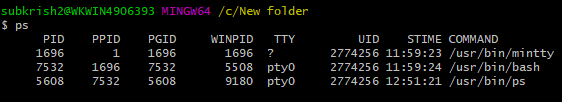 subkrish2@WKWIN4906393 MINGW64 /c/New folder
$ ps
PID PPID PGID WINPID TTY UID STIME COMMAND
1696 1 1696 1696 ? 2774256 11:59:23 /usr/bin/mintty
7532 1696 7532 5508 pty0 2774256 11:59:24 /usr/bin/bash
5608 7532 5608 9180 pty0 2774256 12:51:21 /usr/bin/ps